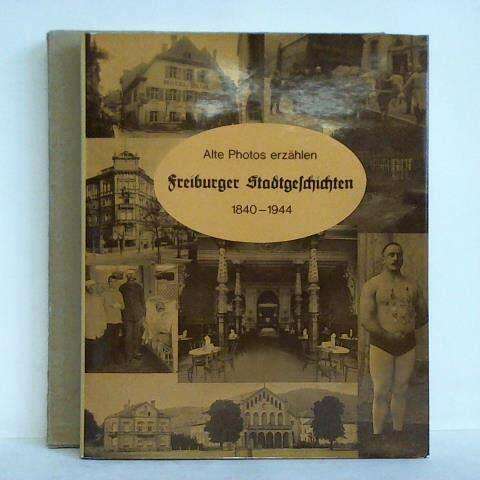 Alte Photos erzählen
Freiburger Stadtgeschichten
1840–1944